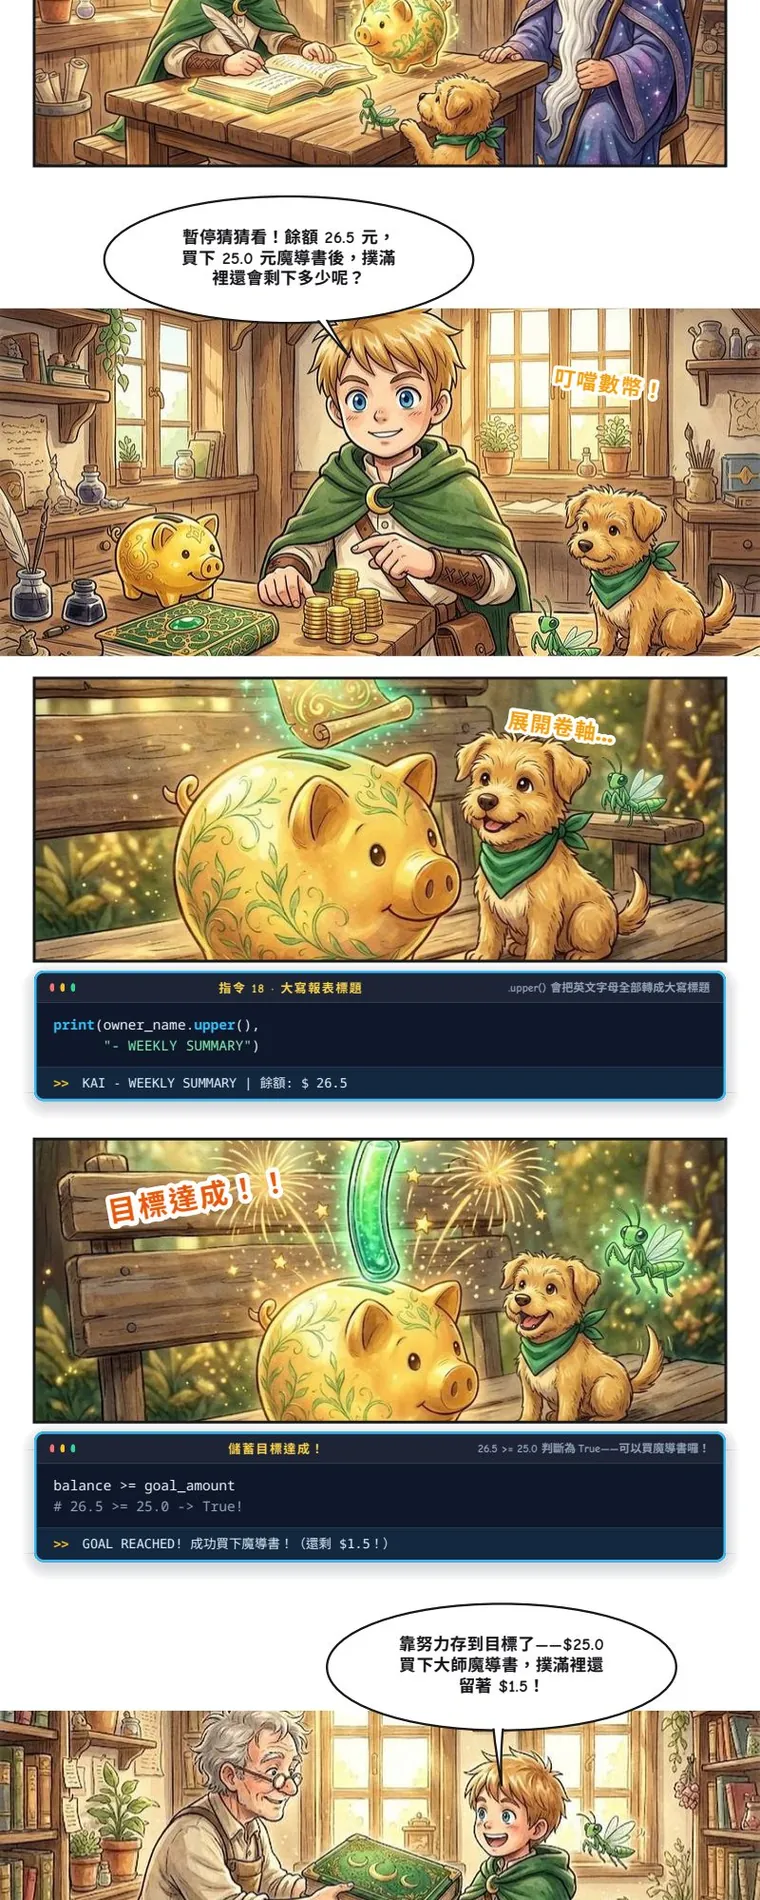 暫停猜猜看！餘額 26.5 元，
買下 25.0 元魔導書後，撲滿
裡還會剩下多少呢？
叮噹數幣！
展開卷軸...
指令 18 · 大寫報表標題
.upper() 會把英文字母全部轉成大寫標題
print(owner_name.upper(),
"- WEEKLY SUMMARY")
>> KAI - WEEKLY SUMMARY | 餘額: $ 26.5
目標達成！！
儲蓄目標達成！
26.5 >= 25.0 判斷為 True——可以買魔導書囉！
balance >= goal_amount
# 26.5 >= 25.0 -> True!
>> GOAL REACHED! 成功買下魔導書！（還剩 $1.5！）
靠努力存到目標了——$25.0
買下大師魔導書，撲滿裡還
留著 $1.5！